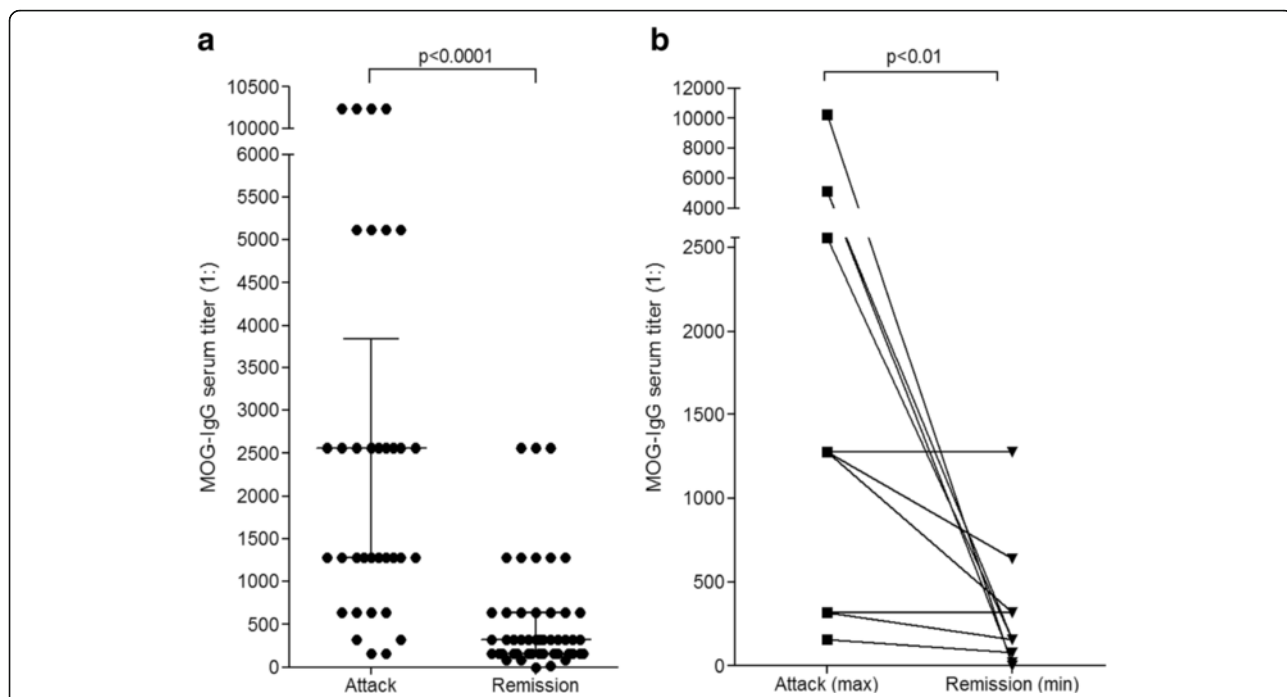 a
p<0.0001
10500
10000
6000
5500
5000
4500
4000
3500
3000
2500
2000
1500
1000
500
0
MOG-IgG serum titer (1:)
Attack
Remission
b
p<0.01
12000
10000
8000
6000
4000
2500
2000
1500
1000
500
0
MOG-IgG serum titer (1:)
Attack (max)
Remission (min)